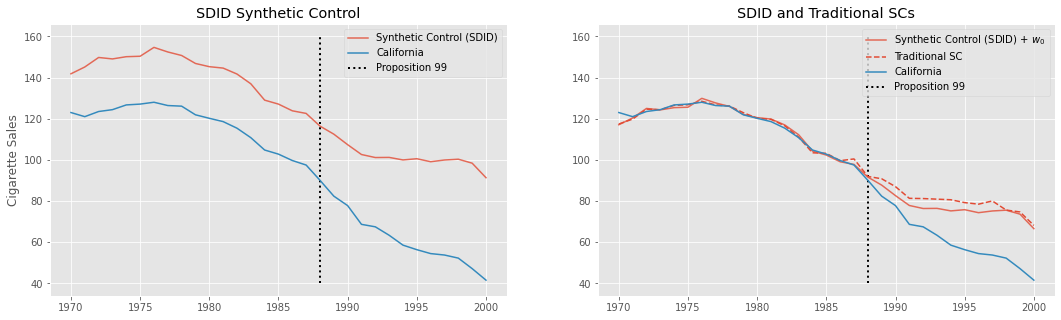 SDID Synthetic Control
Cigarette Sales
160
140
120
100
80
60
40
1970
1975
1980
1985
1990
1995
2000
Synthetic Control (SDID)
California
Proposition 99
SDID and Traditional SCs
160
140
120
100
80
60
40
1970
1975
1980
1985
1990
1995
2000
Synthetic Control (SDID) + w₀
Traditional SC
California
Proposition 99